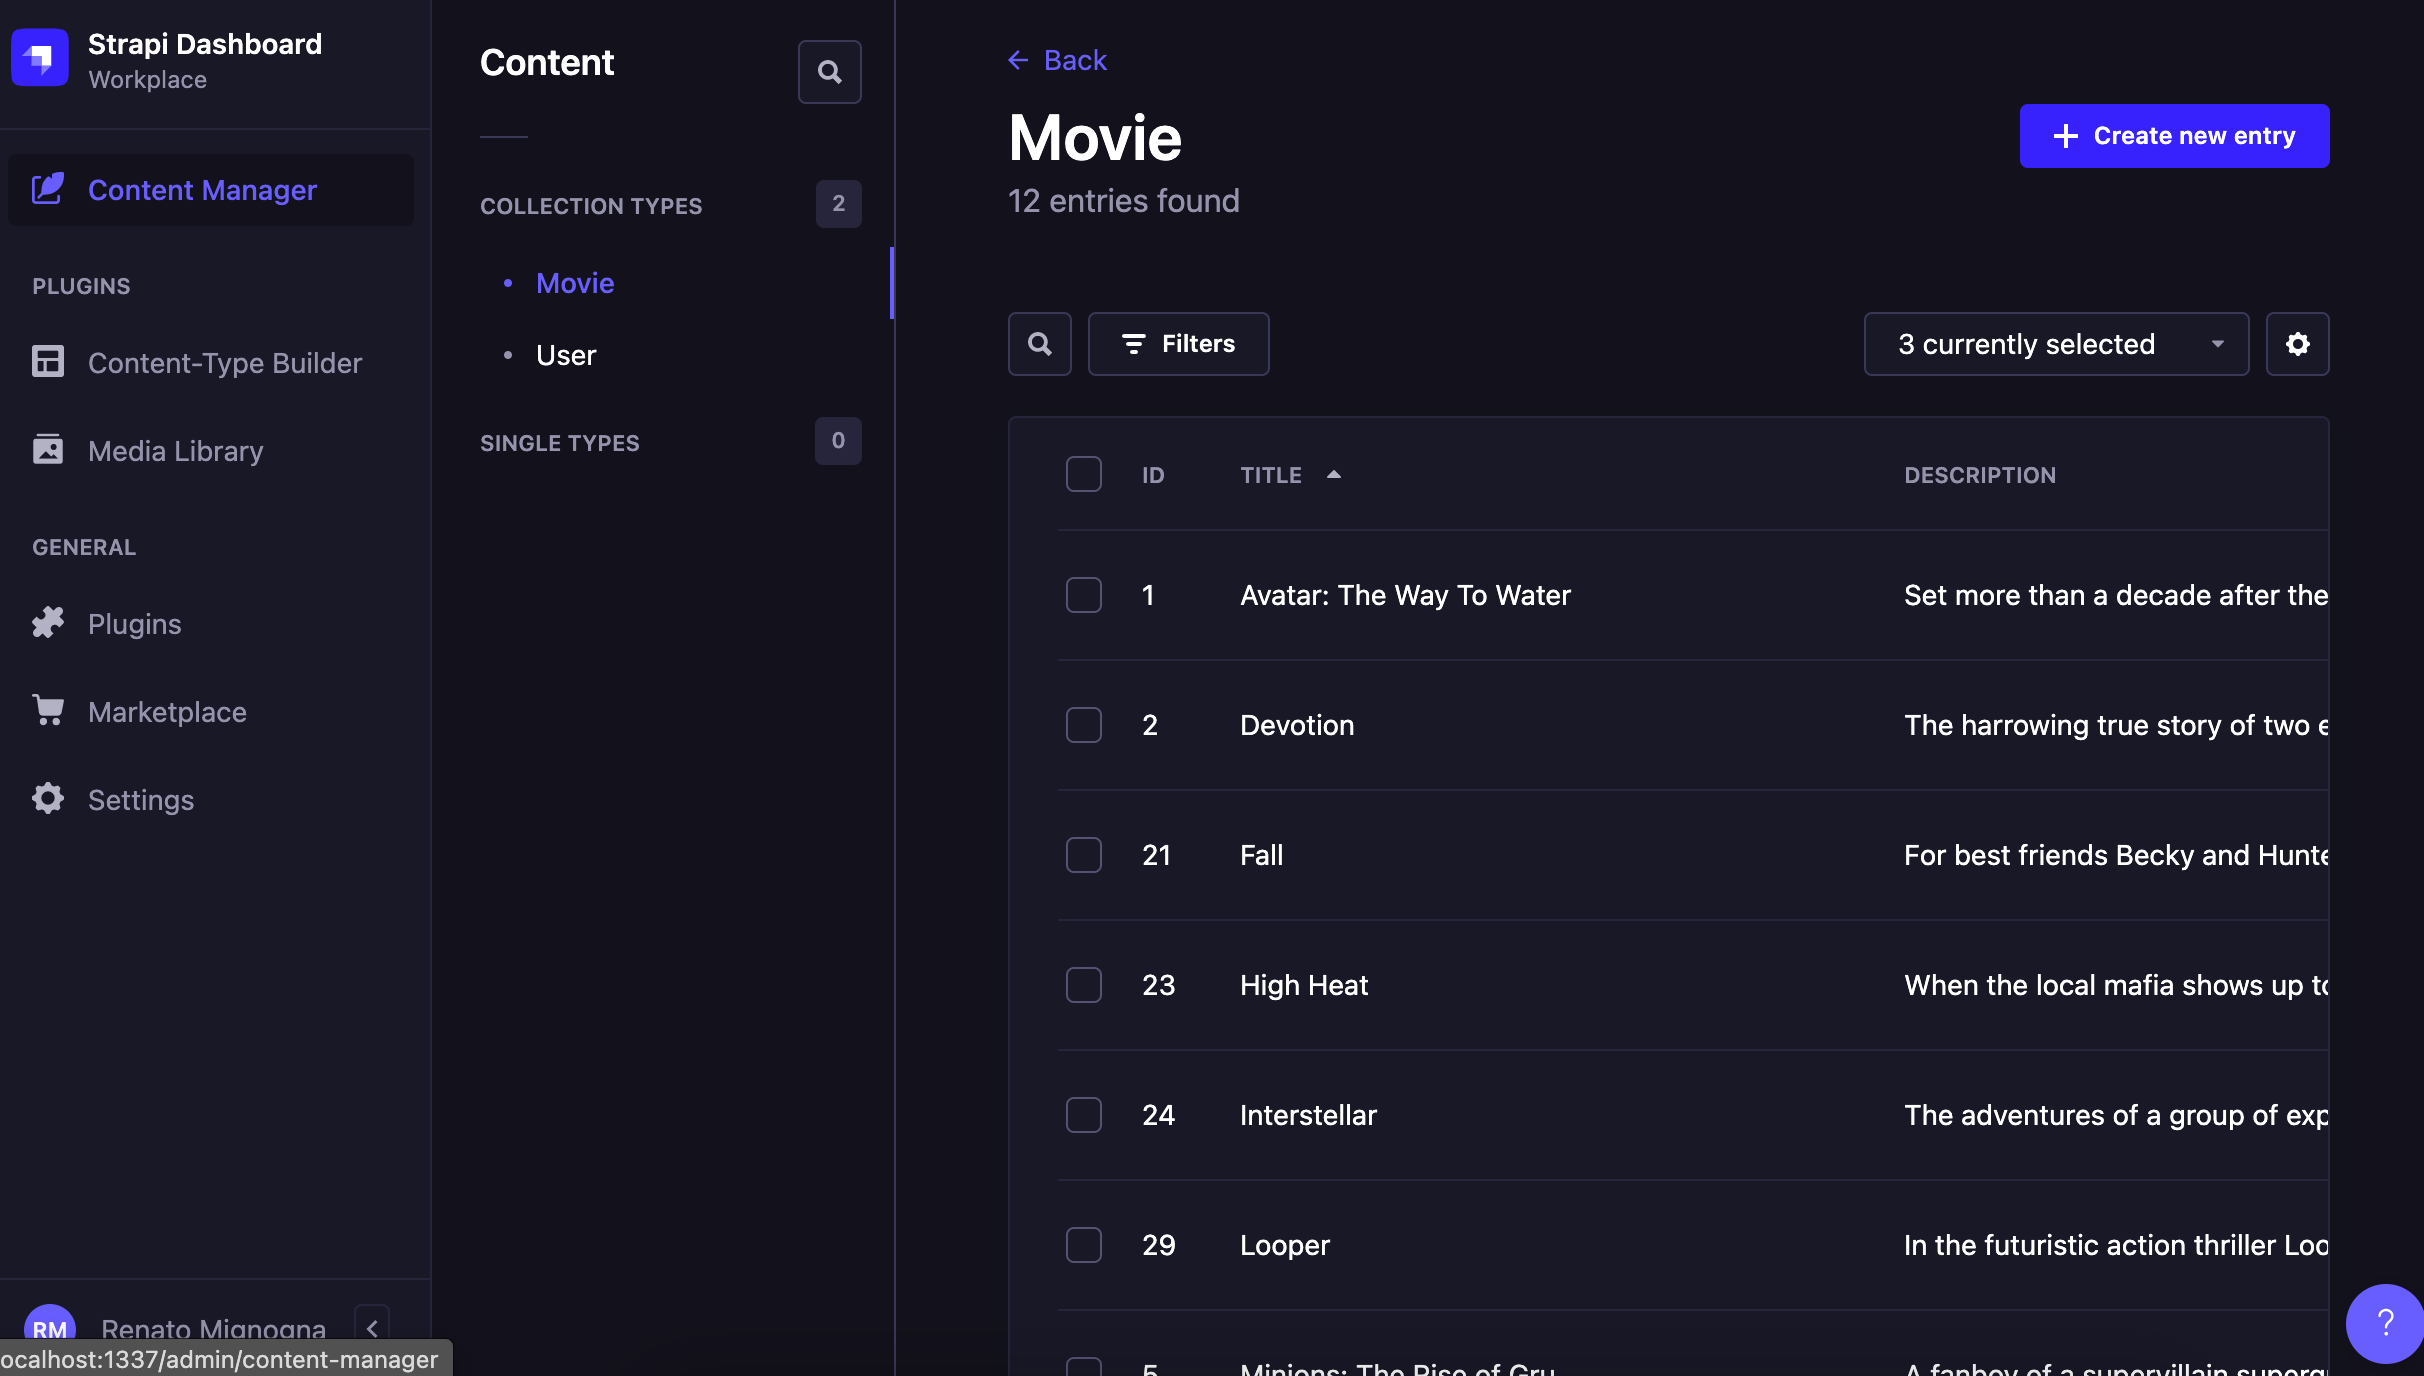 Strapi Dashboard
Workplace
Content Manager
PLUGINS
Content-Type Builder
Media Library
GENERAL
Plugins
Marketplace
Settings
RM Renato Mignogna
ocalhost:1337/admin/content-manager
Content
COLLECTION TYPES 2
Movie
User
SINGLE TYPES 0
Back
Movie
12 entries found
Create new entry
Filters
3 currently selected
ID TITLE DESCRIPTION
1 Avatar: The Way To Water Set more than a decade after the
2 Devotion The harrowing true story of two e
21 Fall For best friends Becky and Hunte
23 High Heat When the local mafia shows up to
24 Interstellar The adventures of a group of exp
29 Looper In the futuristic action thriller Loo
5 Minions: The Rise of Gru A fanboy of a supervillain supergr
?